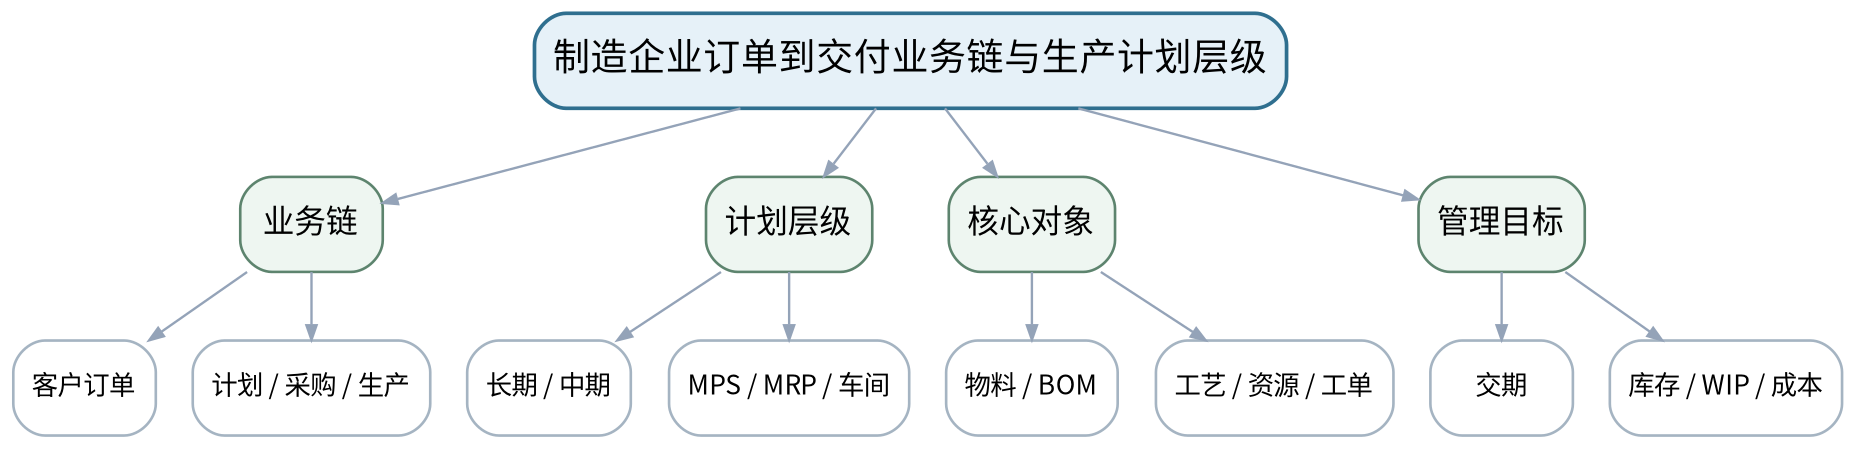 制造企业订单到交付业务链与生产计划层级
业务链
计划层级
核心对象
管理目标
客户订单
计划 / 采购 / 生产
长期 / 中期
MPS / MRP / 车间
物料 / BOM
工艺 / 资源 / 工单
交期
库存 / WIP / 成本